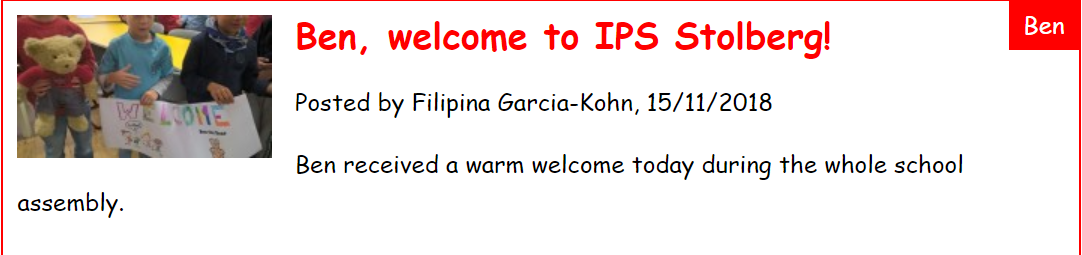 Ben, welcome to IPS Stolberg!
Ben
Posted by Filipina Garcia-Kohn, 15/11/2018
WELCOME
Ben received a warm welcome today during the whole school
assembly.